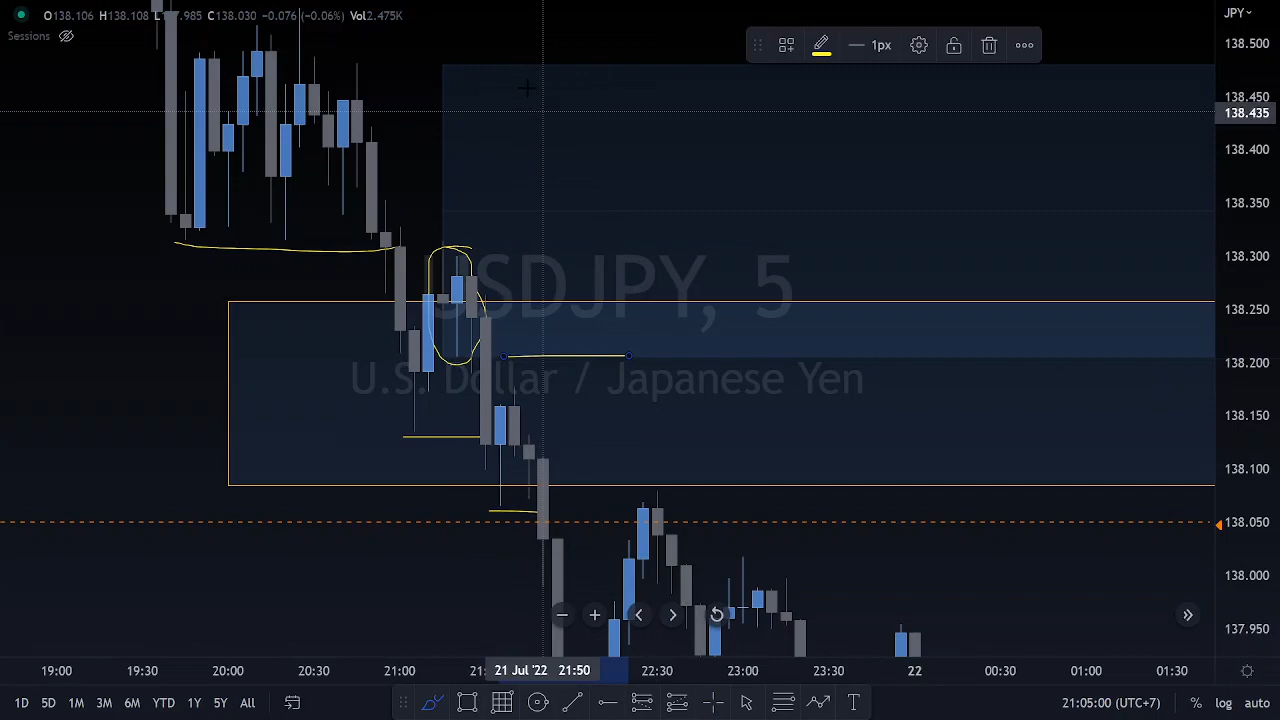 O138.106 H138.108 L137.985 C138.030 −0.076 (−0.06%) Vol2.475K
JPY
Sessions
1px
138.500
138.450
138.435
138.400
138.350
138.300
138.250
138.200
138.150
138.100
138.050
138.000
137.950
USDJPY, 5
U.S. Dollar / Japanese Yen
19:00 19:30 20:00 20:30 21:00 21: 21 Jul '22 21:50 22:30 23:00 23:30 22 00:30 01:00 01:30
1D 5D 1M 3M 6M YTD 1Y 5Y All
21:05:00 (UTC+7) % log auto